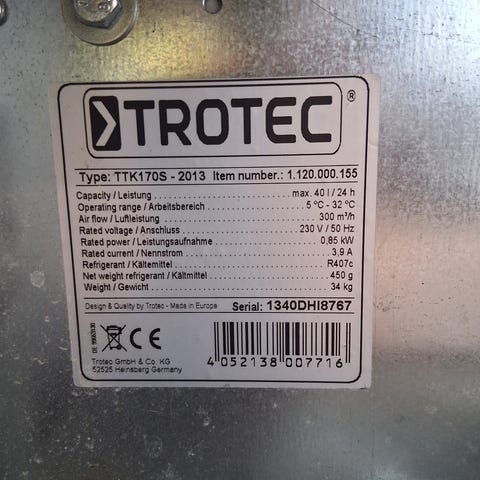 TROTEC ®
Type: TTK170S - 2013 Item number.: 1.120.000.155
Capacity / Leistung max. 40 l / 24 h
Operating range / Arbeitsbereich 5 °C - 32 °C
Air flow / Luftleistung 300 m³/h
Rated voltage / Anschluss 230 V / 50 Hz
Rated power / Leistungsaufnahme 0,85 kW
Rated current / Nennstrom 3,9 A
Refrigerant / Kältemittel R407c
Net weight refrigerant / Kältmittel 450 g
Weight / Gewicht 34 kg
Design & Quality by Trotec - Made in Europe Serial: 1340DHI8767
CE
Trotec GmbH & Co. KG
52525 Heinsberg Germany
4 052138 007716